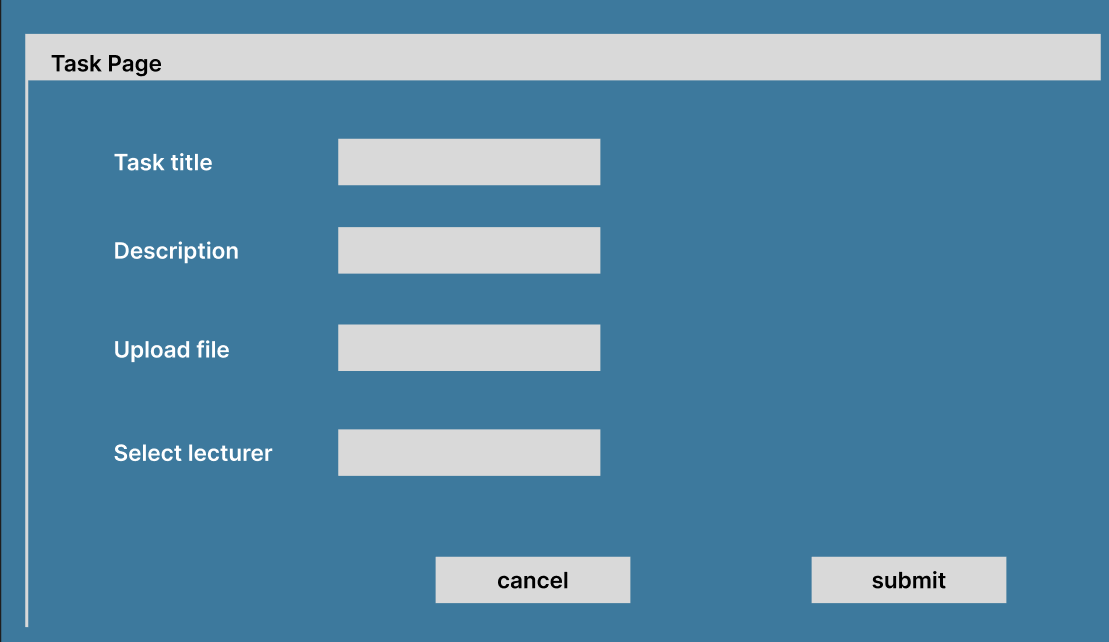 Task Page
Task title
Description
Upload file
Select lecturer
cancel submit